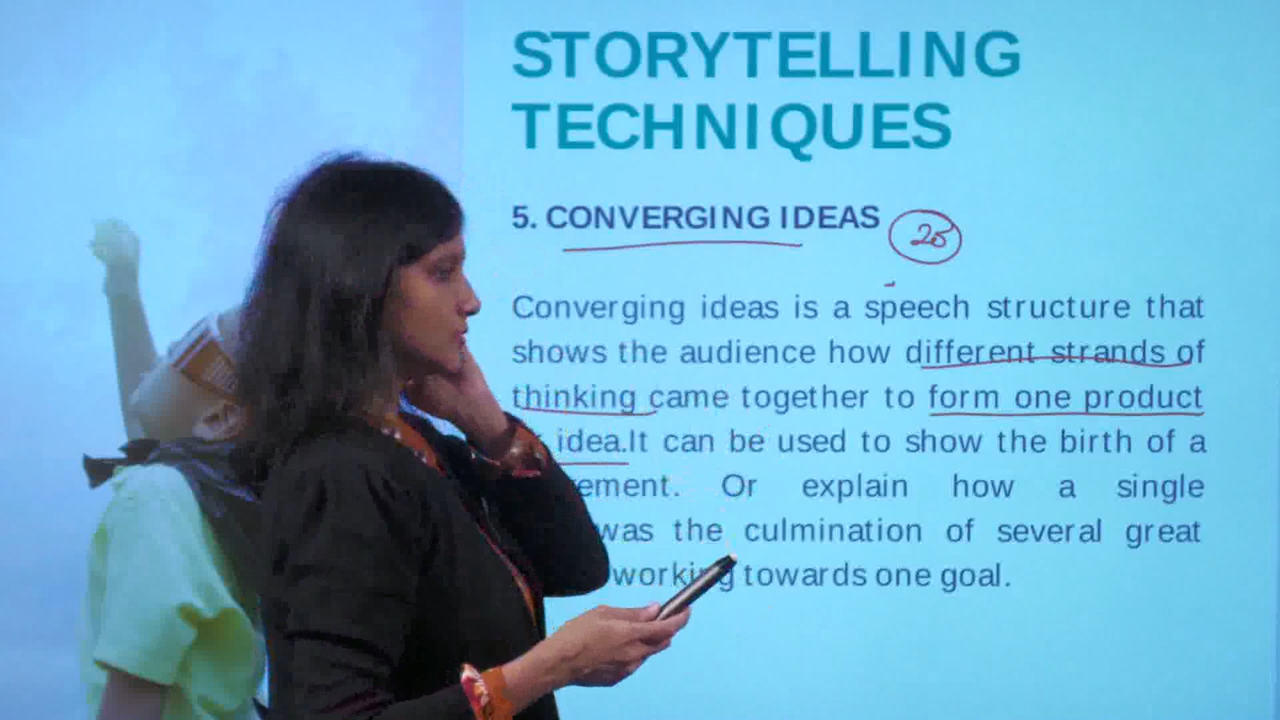 STORYTELLING
TECHNIQUES
5. CONVERGING IDEAS
Converging ideas is a speech structure that
shows the audience how different strands of
thinking came together to form one product
idea.It can be used to show the birth of a
Or explain how a single
was the culmination of several great
working towards one goal.